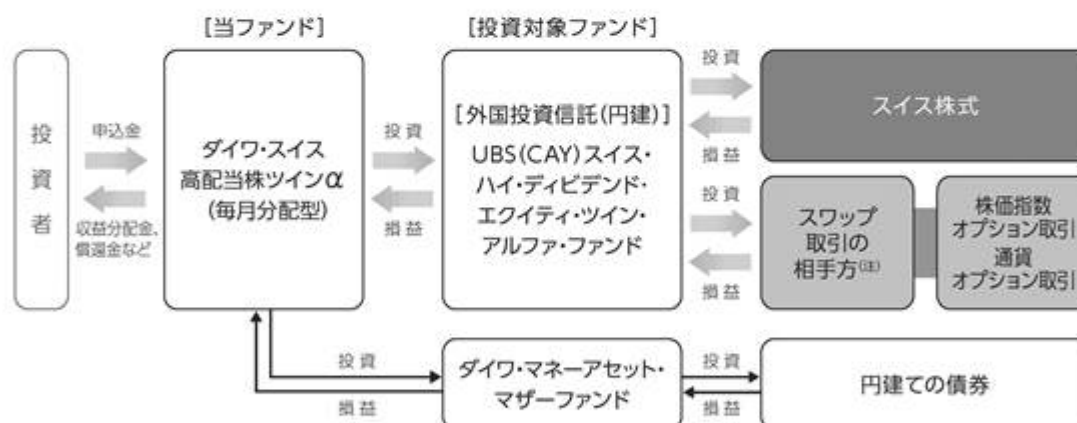 [当ファンド]
[投資対象ファンド]
投資者
申込金
収益分配金、
償還金など
ダイワ・スイス
高配当株ツインα
(毎月分配型)
投資
損益
[外国投資信託(円建)]
UBS(CAY)スイス・
ハイ・ディビデンド・
エクイティ・ツイン・
アルファ・ファンド
投資
損益
スイス株式
投資
損益
スワップ
取引の
相手方(注)
株価指数
オプション取引
通貨
オプション取引
投資
損益
ダイワ・マネーアセット・
マザーファンド
投資
損益
円建ての債券